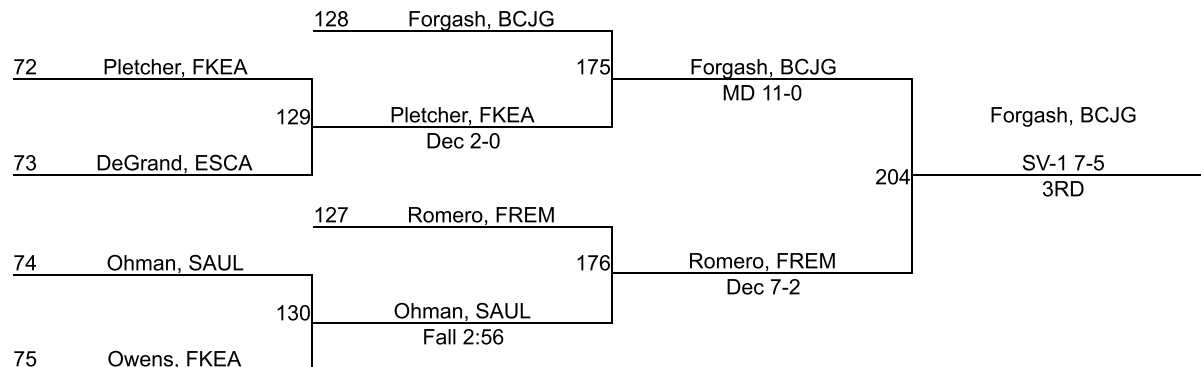 128 Forgash, BCJG
72 Pletcher, FKEA
175 Forgash, BCJG
MD 11-0
129 Pletcher, FKEA
Dec 2-0
Forgash, BCJG
73 DeGrand, ESCA
SV-1 7-5
204
3RD
127 Romero, FREM
74 Ohman, SAUL
176 Romero, FREM
Dec 7-2
130 Ohman, SAUL
Fall 2:56
75 Owens, FKEA